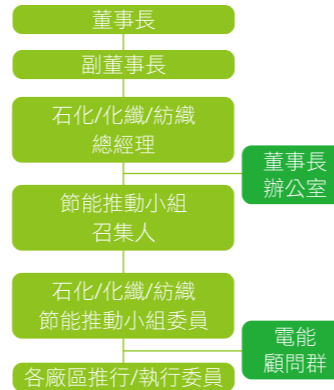 董事長
副董事長
石化/化纖/紡織
總經理
董事長
辦公室
節能推動小組
召集人
石化/化纖/紡織
節能推動小組委員
電能
顧問群
各廠區推行/執行委員